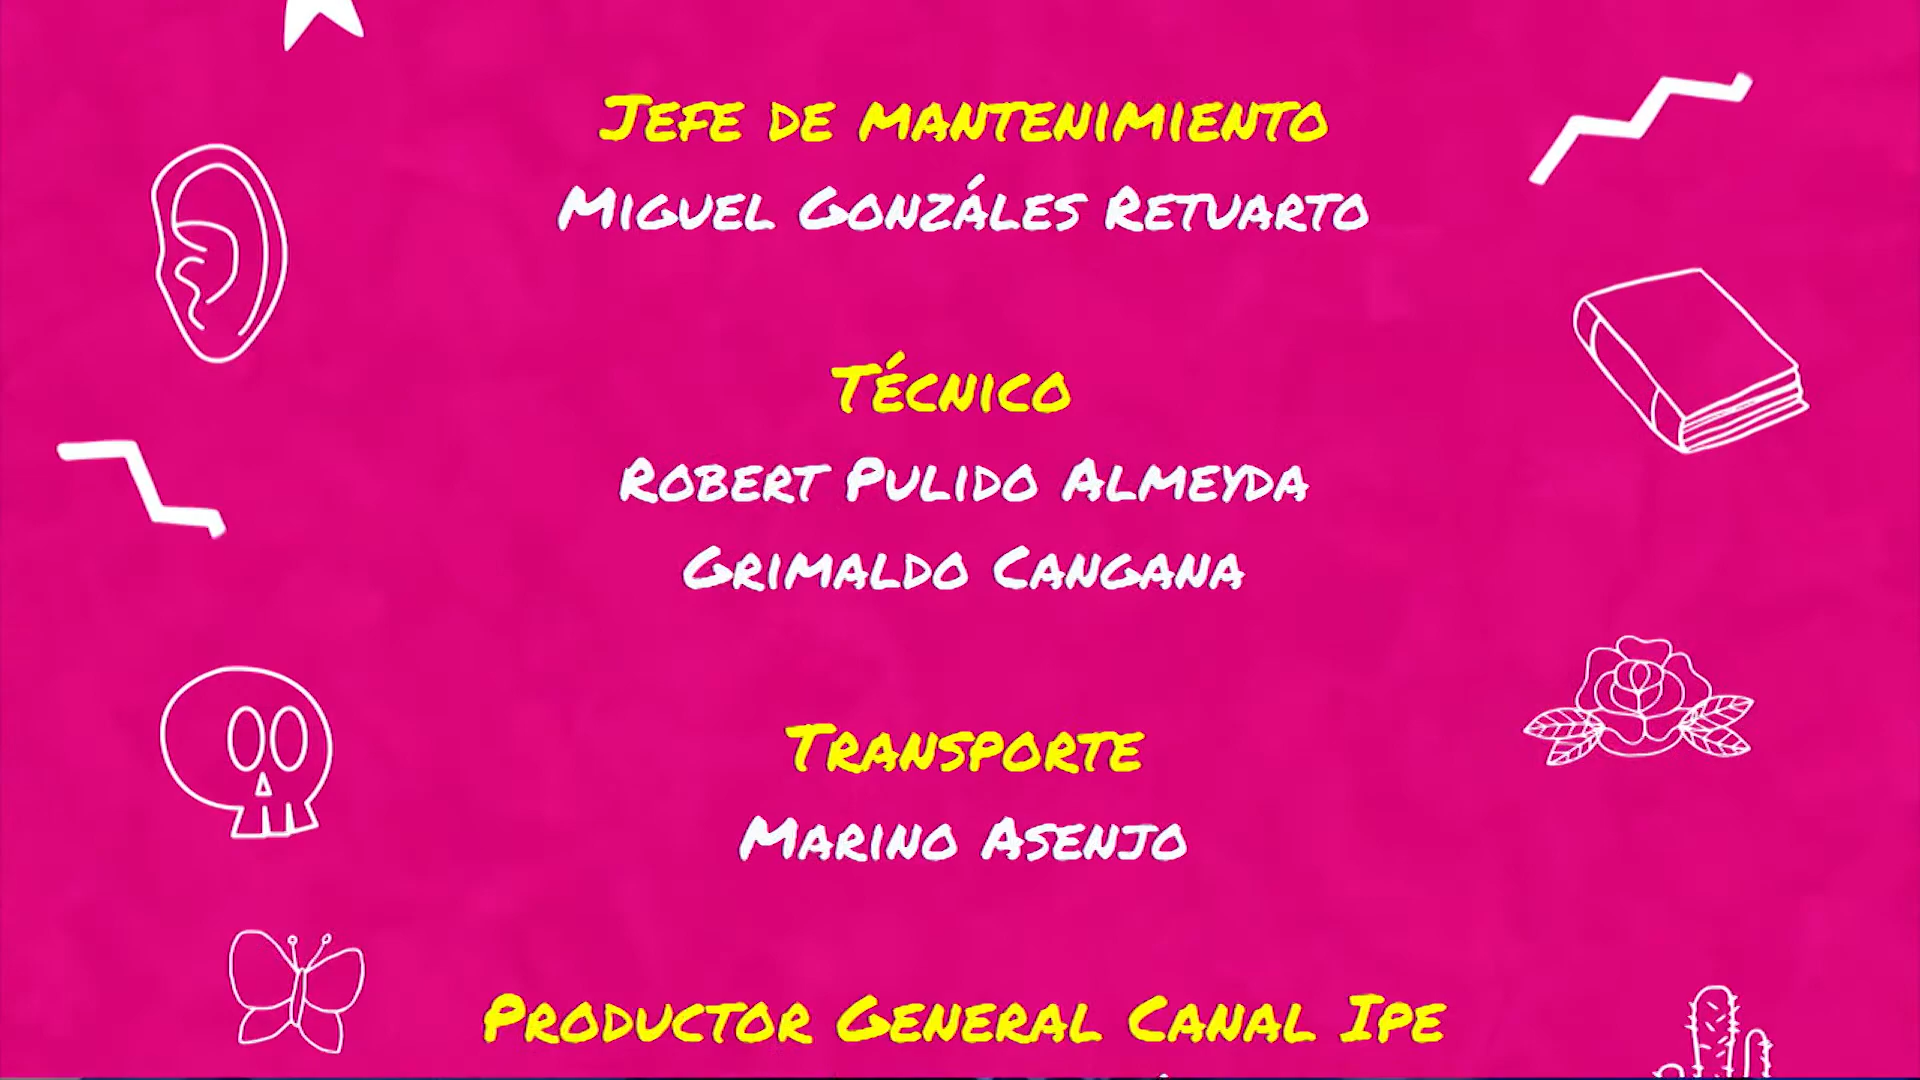 Jefe de mantenimiento
Miguel Gonzáles Retuarto
Técnico
Robert Pulido Almeyda
Grimaldo Cangana
Transporte
Marino Asenjo
Productor General Canal Ipe